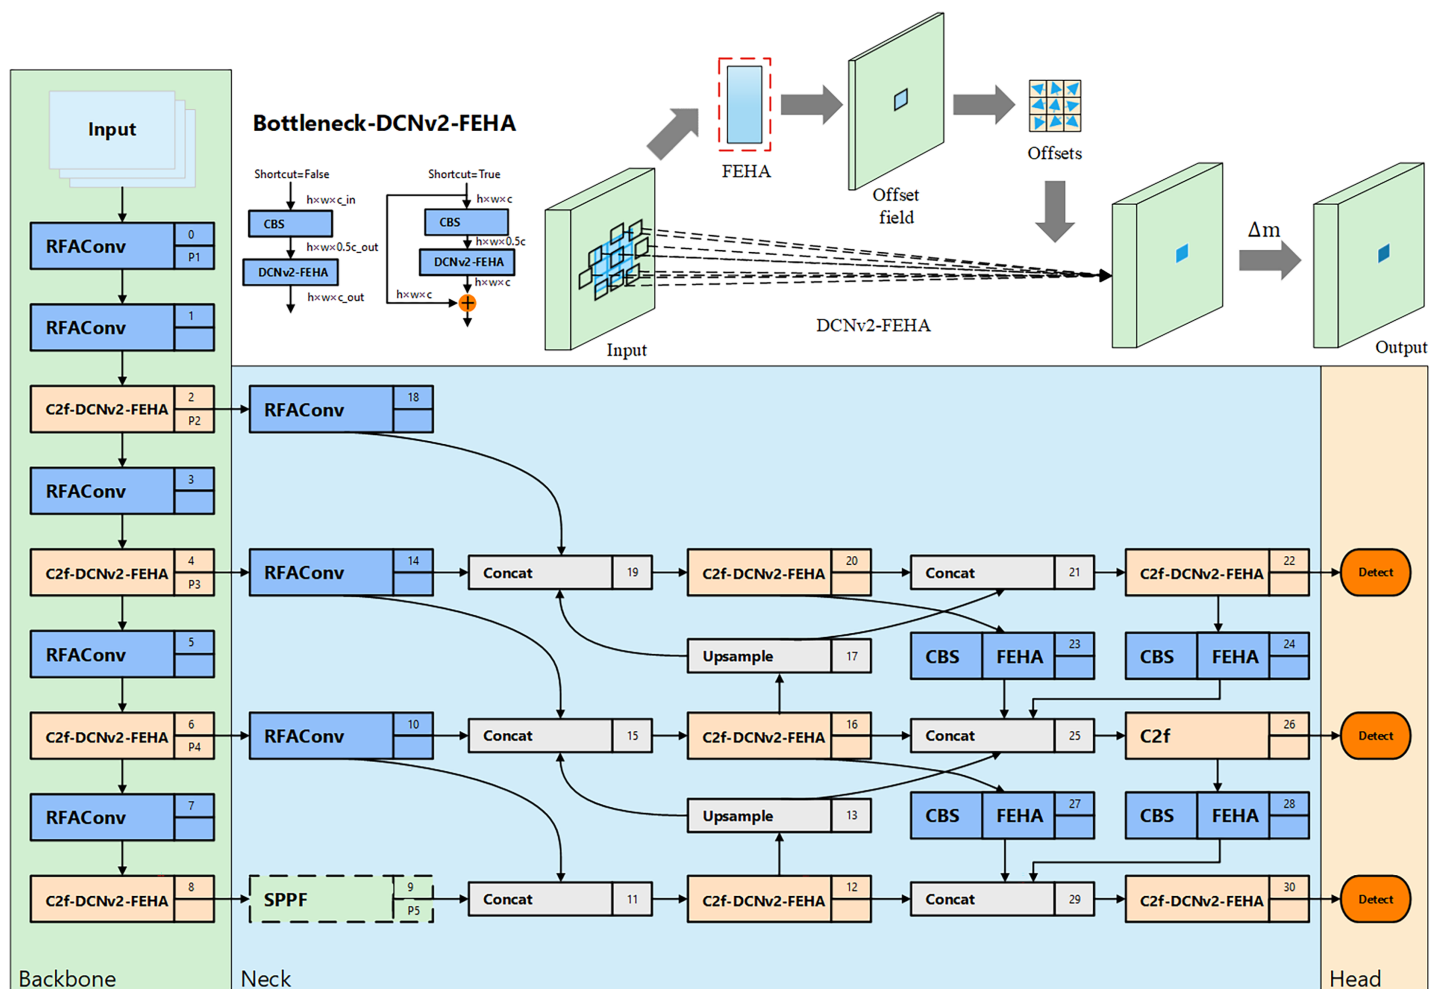 Input
RFAConv
0
P1
RFAConv
1
C2f-DCNv2-FEHA
2
P2
RFAConv
3
C2f-DCNv2-FEHA
4
P3
RFAConv
5
C2f-DCNv2-FEHA
6
P4
RFAConv
7
C2f-DCNv2-FEHA
8
Backbone
Bottleneck-DCNv2-FEHA
Shortcut=False
h×w×c_in
CBS
h×w×0.5c_out
DCNv2-FEHA
h×w×c_out
Shortcut=True
h×w×c
CBS
h×w×0.5c
DCNv2-FEHA
h×w×c
h×w×c
+
Input
FEHA
Offset
field
Offsets
DCNv2-FEHA
Δm
Output
RFAConv
18
RFAConv
14
Concat
19
C2f-DCNv2-FEHA
20
Concat
21
C2f-DCNv2-FEHA
22
Detect
Upsample
17
CBS
FEHA
23
CBS
FEHA
24
RFAConv
10
Concat
15
C2f-DCNv2-FEHA
16
Concat
25
C2f
26
Detect
Upsample
13
CBS
FEHA
27
CBS
FEHA
28
SPPF
9
P5
Concat
11
C2f-DCNv2-FEHA
12
Concat
29
C2f-DCNv2-FEHA
30
Detect
Neck
Head